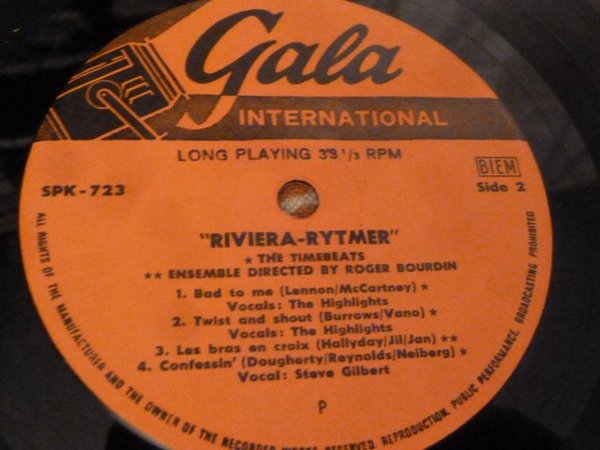 Gala
INTERNATIONAL
LONG PLAYING 33 1/3 RPM
SPK-723
BIEM
Side 2
"RIVIERA-RYTMER"
★ THE TIMEBEATS
★★ ENSEMBLE DIRECTED BY ROGER BOURDIN
1. Bad to me (Lennon/McCartney) ★
Vocals: The Highlights
2. Twist and shout (Burrows/Vano) ★
Vocals: The Highlights
3. Les bras en croix (Hallyday/Jil/Jan) ★★
4. Confessin' (Dougherty/Reynolds/Neiberg) ★
Vocal: Steve Gilbert
P
ALL RIGHTS OF THE MANUFACTURER AND THE OWNER OF THE RECORDED WORKS RESERVED. REPRODUCTION, PUBLIC PERFORMANCE, BROADCASTING PROHIBITED